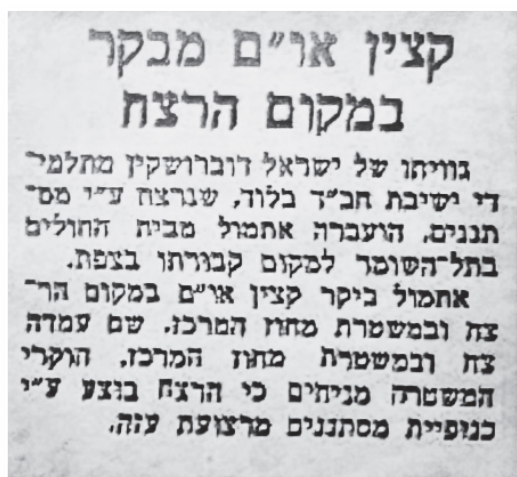 קצין או״ם מבקר
במקום הרצח
גוויתו של ישראל דוברושקין מתלמי־
די ישיבת חב״ד בלוד, שנרצח ע״י מס־
תננים, הועברה אתמול מבית החולים
בתל־השומר למקום קבורתו בצפת.
אתמול ביקר קצין או״ם במקום הר־
צח ובמשטרת מחוז המרכז. שם עמדה
צח ובמשטרת מחוז המרכז. הוקרי
המשטרה מניחים כי הרצח בוצע ע״י
כנופיית מסתננים מרצועת עזה.